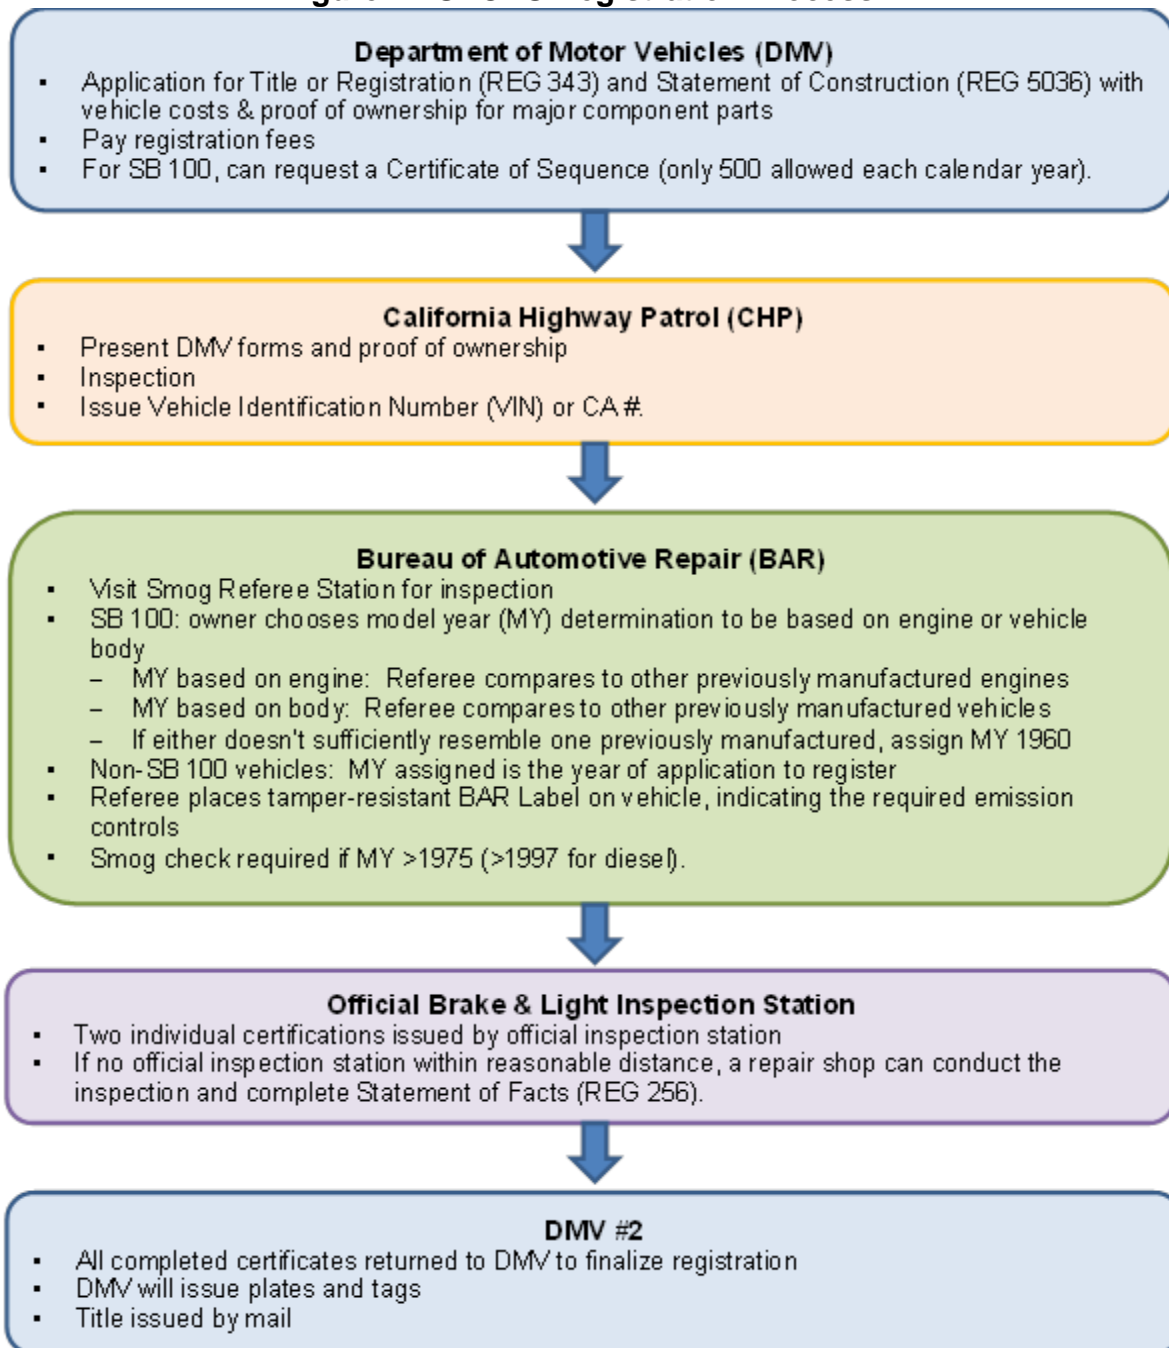 Department of Motor Vehicles (DMV)
▪ Application for Title or Registration (REG 343) and Statement of Construction (REG 5036) with
vehicle costs & proof of ownership for major component parts
▪ Pay registration fees
▪ For SB 100, can request a Certificate of Sequence (only 500 allowed each calendar year).
California Highway Patrol (CHP)
▪ Present DMV forms and proof of ownership
▪ Inspection
▪ Issue Vehicle Identification Number (VIN) or CA #.
Bureau of Automotive Repair (BAR)
▪ Visit Smog Referee Station for inspection
▪ SB 100: owner chooses model year (MY) determination to be based on engine or vehicle
body
– MY based on engine: Referee compares to other previously manufactured engines
– MY based on body: Referee compares to other previously manufactured vehicles
– If either doesn't sufficiently resemble one previously manufactured, assign MY 1960
▪ Non-SB 100 vehicles: MY assigned is the year of application to register
▪ Referee places tamper-resistant BAR Label on vehicle, indicating the required emission
controls
▪ Smog check required if MY >1975 (>1997 for diesel).
Official Brake & Light Inspection Station
▪ Two individual certifications issued by official inspection station
▪ If no official inspection station within reasonable distance, a repair shop can conduct the
inspection and complete Statement of Facts (REG 256).
DMV #2
▪ All completed certificates returned to DMV to finalize registration
▪ DMV will issue plates and tags
▪ Title issued by mail